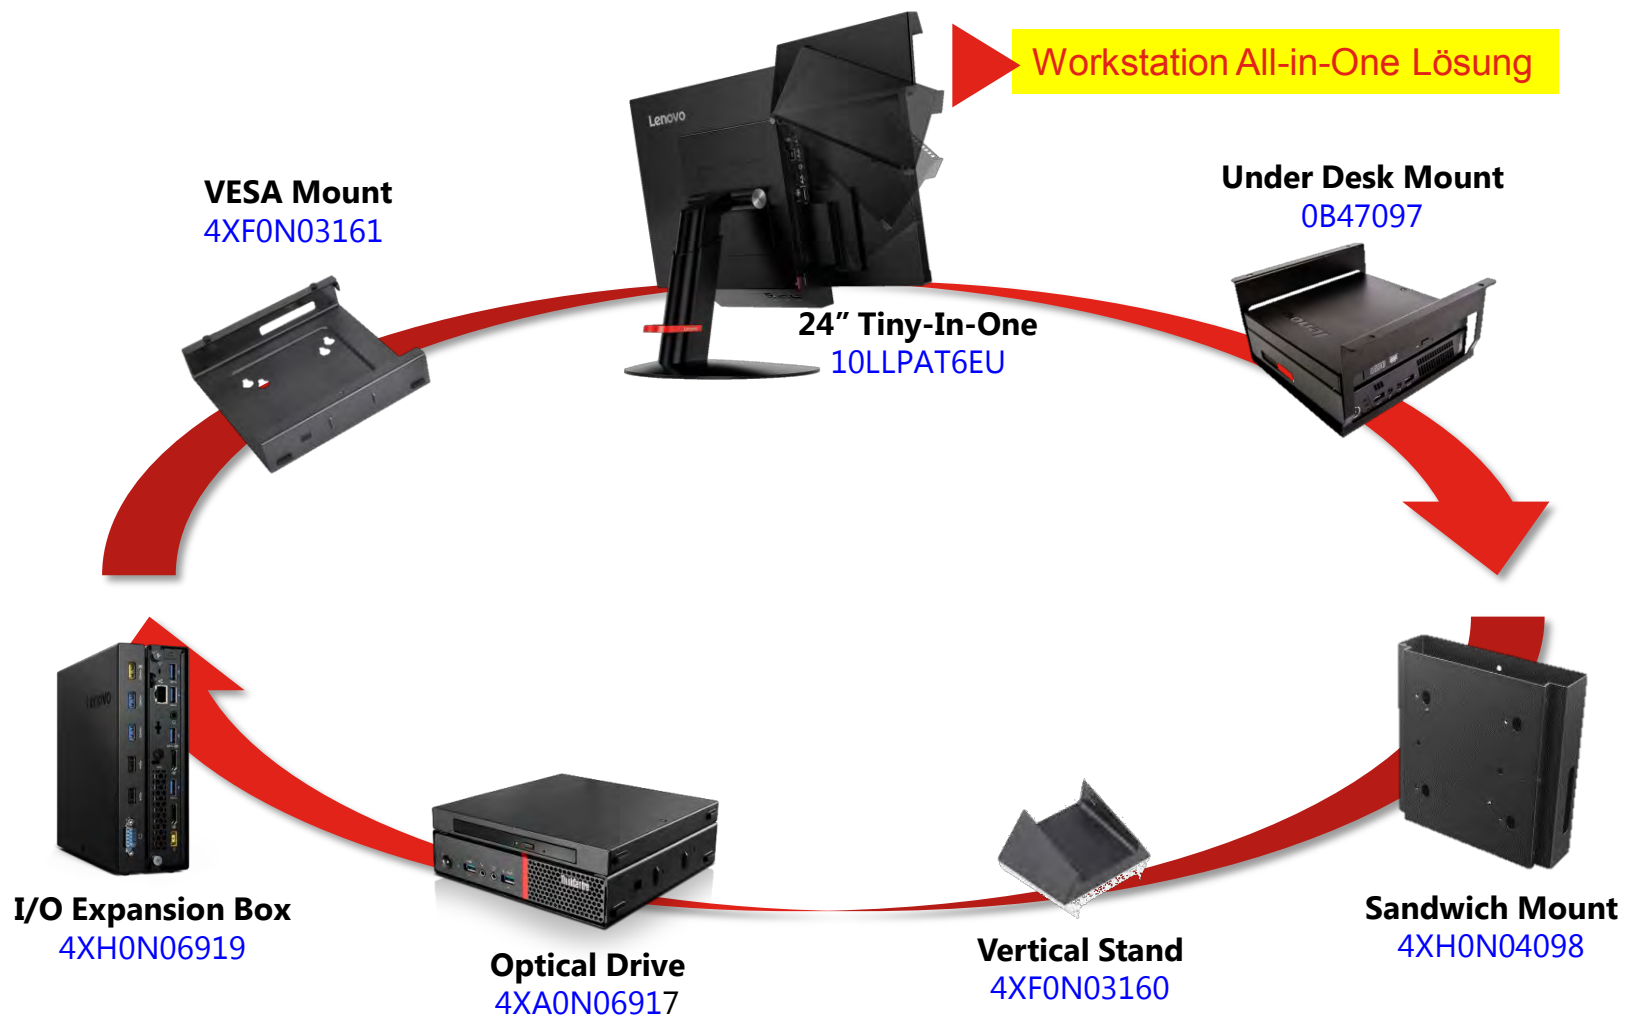 Workstation All-in-One Lösung
Lenovo
VESA Mount
4XF0N03161
Under Desk Mount
0B47097
24” Tiny-In-One
10LLPAT6EU
I/O Expansion Box
4XH0N06919
Optical Drive
4XA0N06917
Vertical Stand
4XF0N03160
Sandwich Mount
4XH0N04098